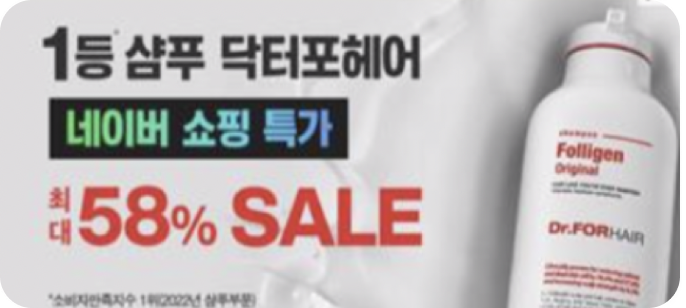 1등* 샴푸 닥터포헤어
네이버 쇼핑 특가
최대 58% SALE
*소비자만족지수 1위(2022년 샴푸부문)
shampoo
Folligen
Original
Dr.FORHAIR